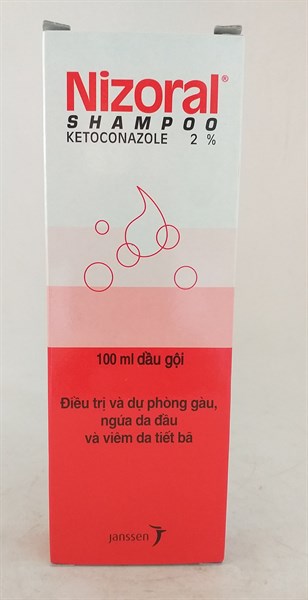 Nizoral®
SHAMPOO
KETOCONAZOLE 2 %
100 ml dầu gội
Điều trị và dự phòng gàu,
ngứa da đầu
và viêm da tiết bã
janssen